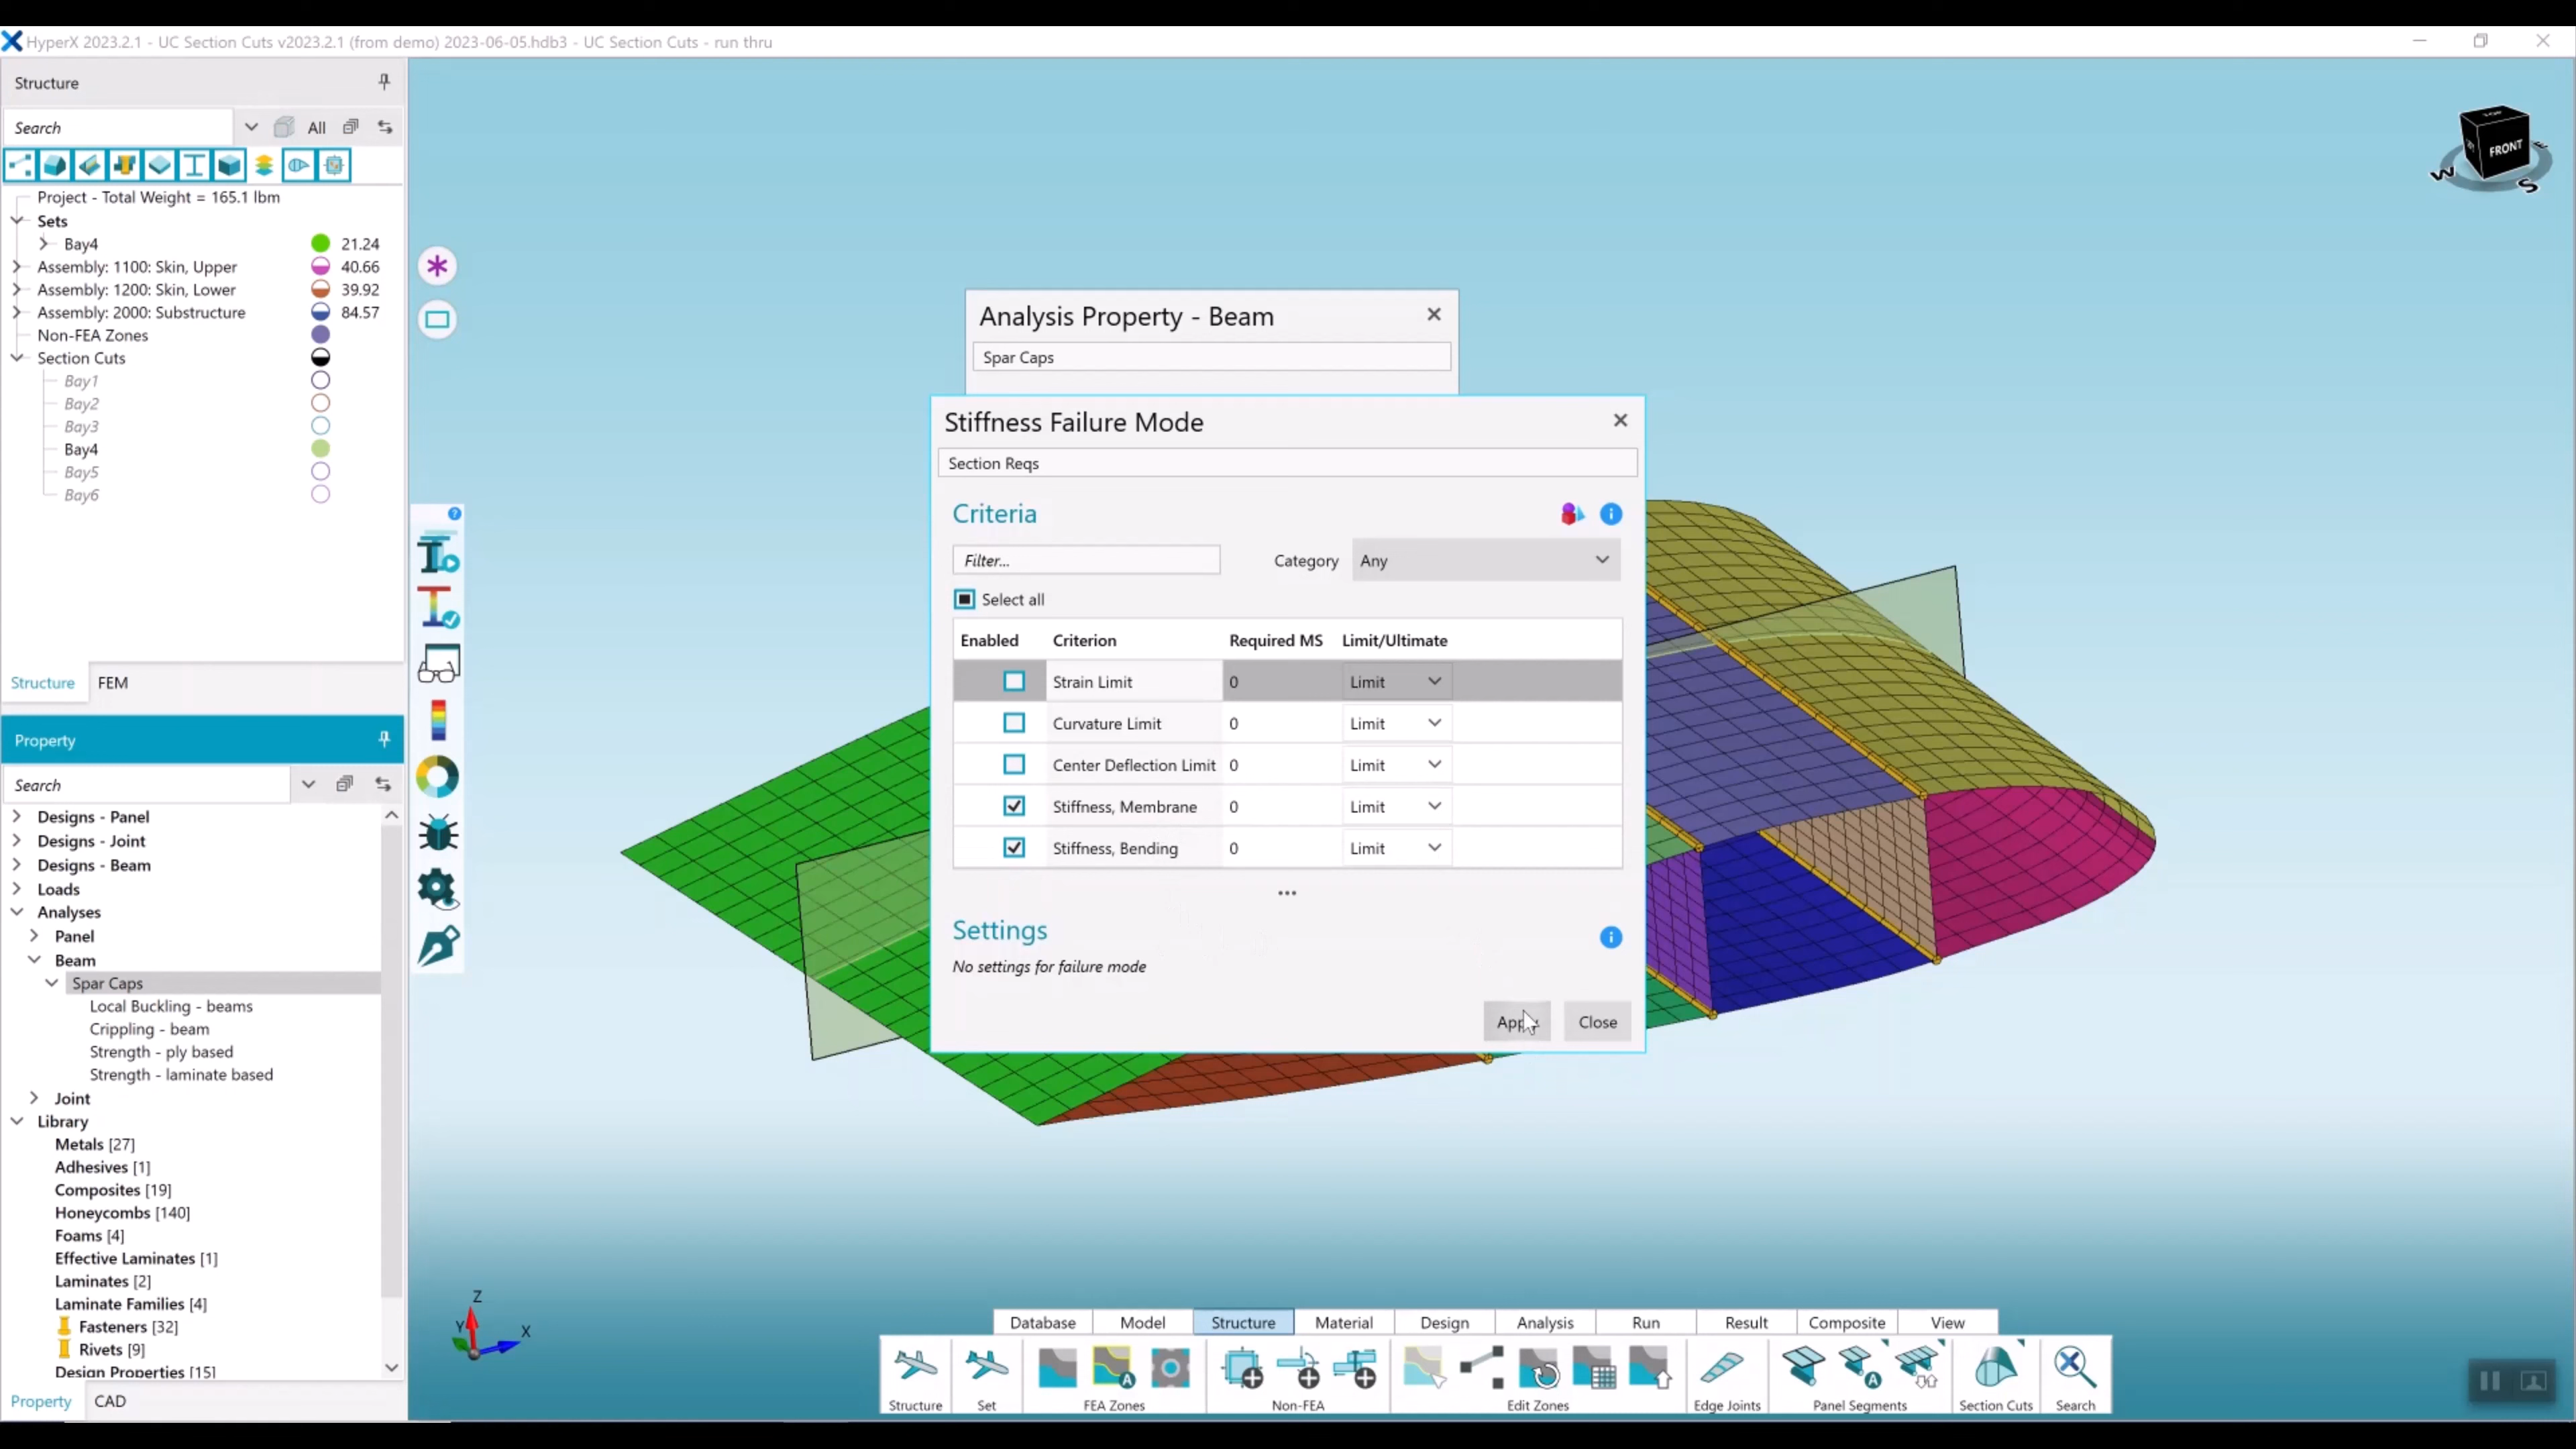 HyperX 2023.2.1 - UC Section Cuts v2023.2.1 (from demo) 2023-06-05.hdb3 - UC Section Cuts - run thru
Structure
Search
All
Project - Total Weight = 165.1 lbm
Sets
Bay4 21.24
Assembly: 1100: Skin, Upper 40.66
Assembly: 1200: Skin, Lower 39.92
Assembly: 2000: Substructure 84.57
Non-FEA Zones
Section Cuts
Bay1
Bay2
Bay3
Bay4
Bay5
Bay6
Structure FEM
Property
Search
Designs - Panel
Designs - Joint
Designs - Beam
Loads
Analyses
Panel
Beam
Spar Caps
Local Buckling - beams
Crippling - beam
Strength - ply based
Strength - laminate based
Joint
Library
Metals [27]
Adhesives [1]
Composites [19]
Honeycombs [140]
Foams [4]
Effective Laminates [1]
Laminates [2]
Laminate Families [4]
Fasteners [32]
Rivets [9]
Design Properties [15]
Property CAD
Analysis Property - Beam
Spar Caps
Stiffness Failure Mode
Section Reqs
Criteria
Filter...
Category Any
Select all
Enabled Criterion Required MS Limit/Ultimate
Strain Limit 0 Limit
Curvature Limit 0 Limit
Center Deflection Limit 0 Limit
Stiffness, Membrane 0 Limit
Stiffness, Bending 0 Limit
...
Settings
No settings for failure mode
Close
TOP
FRONT
W
S
Z
Y
X
Database Model Structure Material Design Analysis Run Result Composite View
Structure Set FEA Zones Non-FEA Edit Zones Edge Joints Panel Segments Section Cuts Search